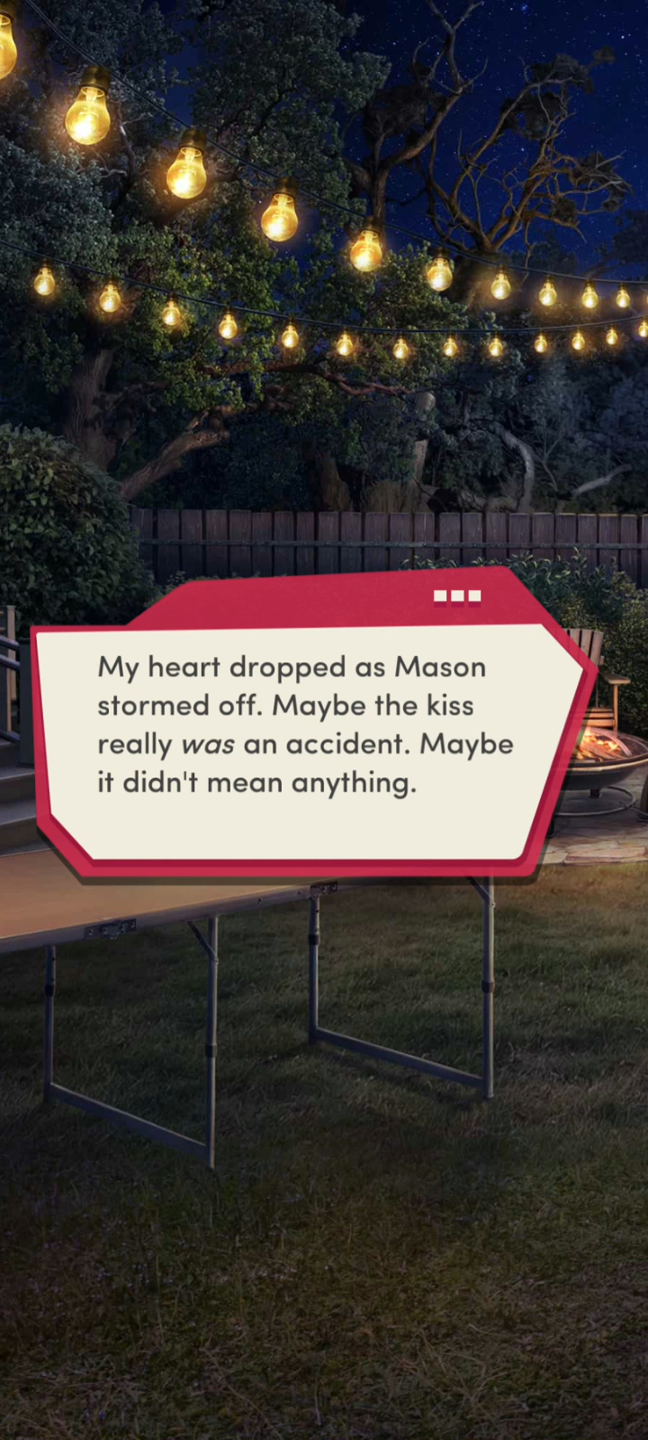 My heart dropped as Mason
stormed off. Maybe the kiss
really was an accident. Maybe
it didn't mean anything.